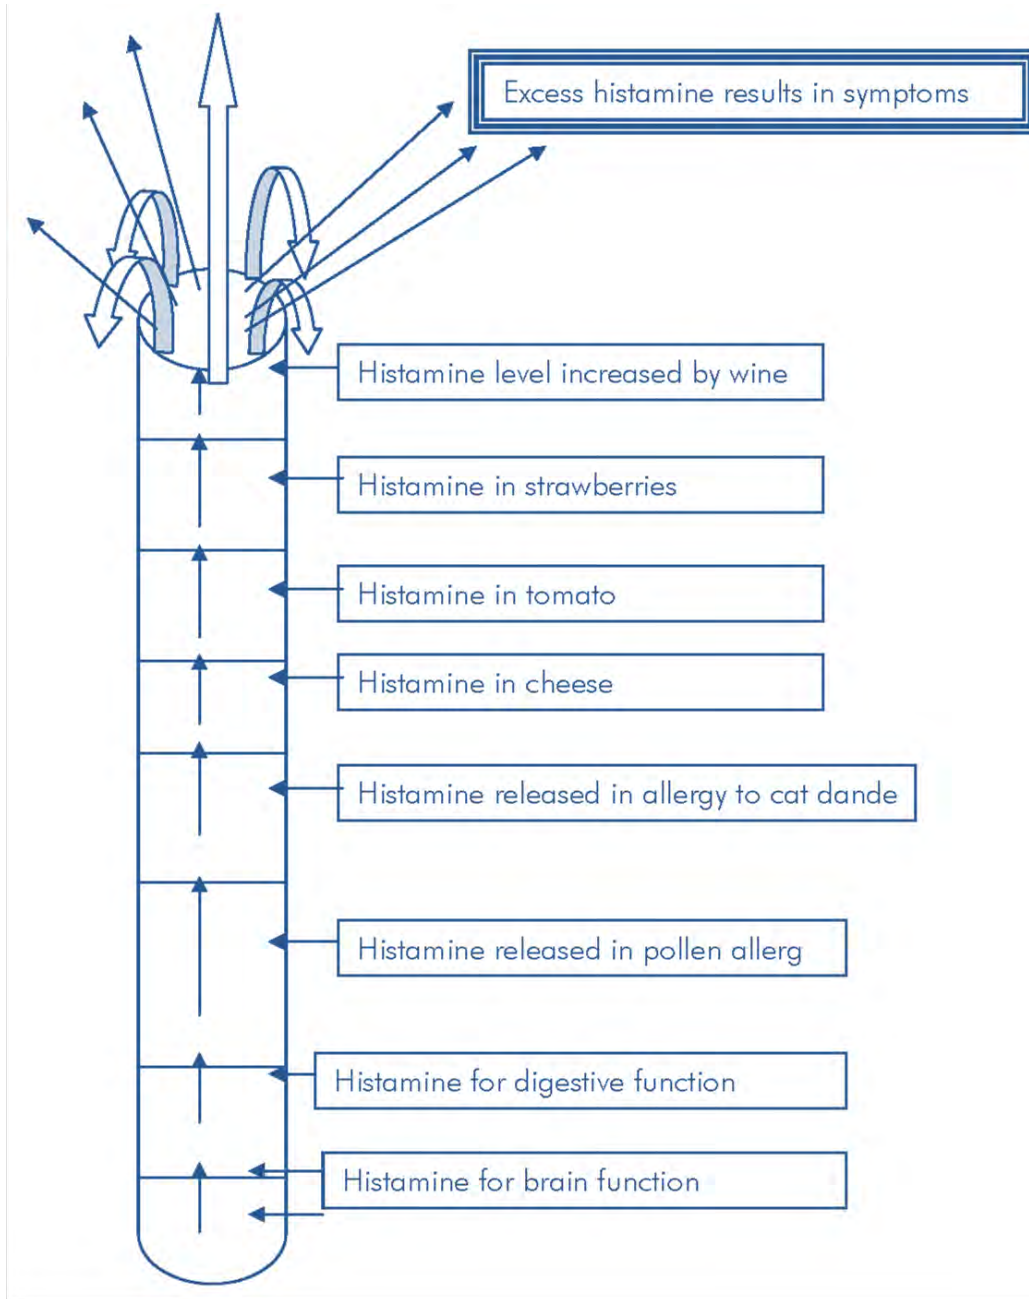 Excess histamine results in symptoms
Histamine level increased by wine
Histamine in strawberries
Histamine in tomato
Histamine in cheese
Histamine released in allergy to cat dande
Histamine released in pollen allerg
Histamine for digestive function
Histamine for brain function